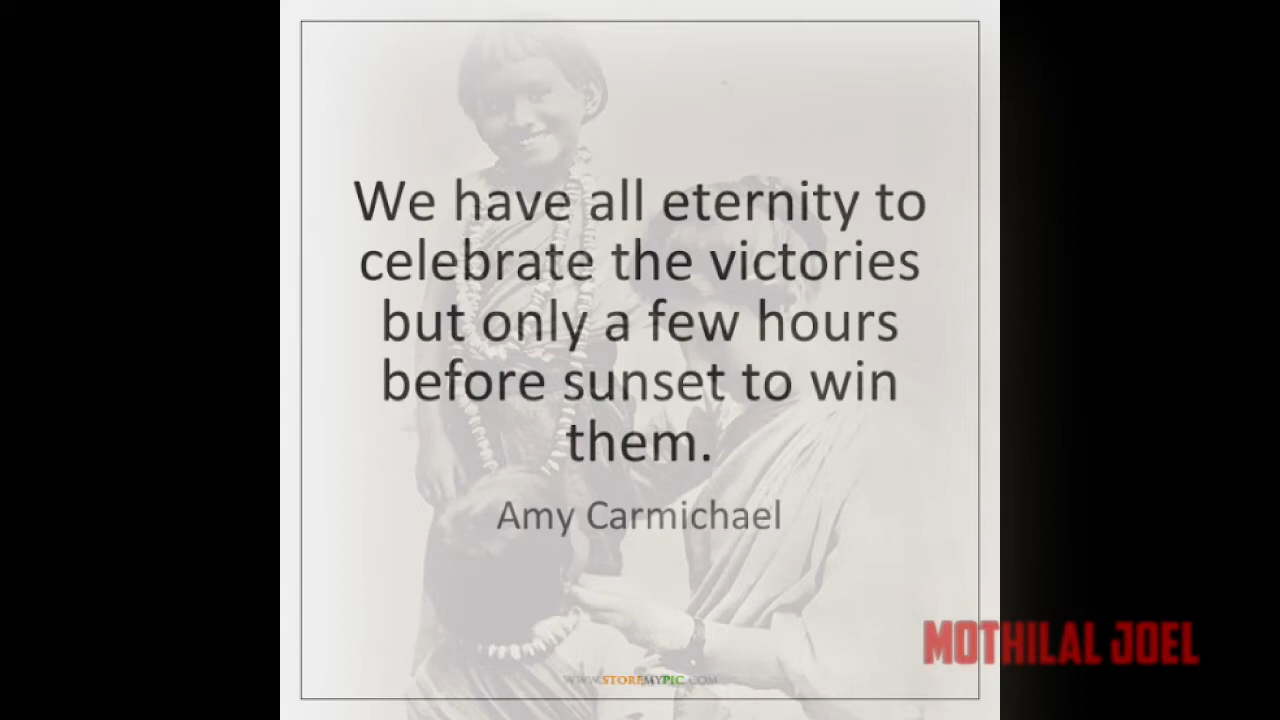 We have all eternity to
celebrate the victories
but only a few hours
before sunset to win
them.
Amy Carmichael
WWW.STOREMYPIC.COM
MOTHILAL JOEL